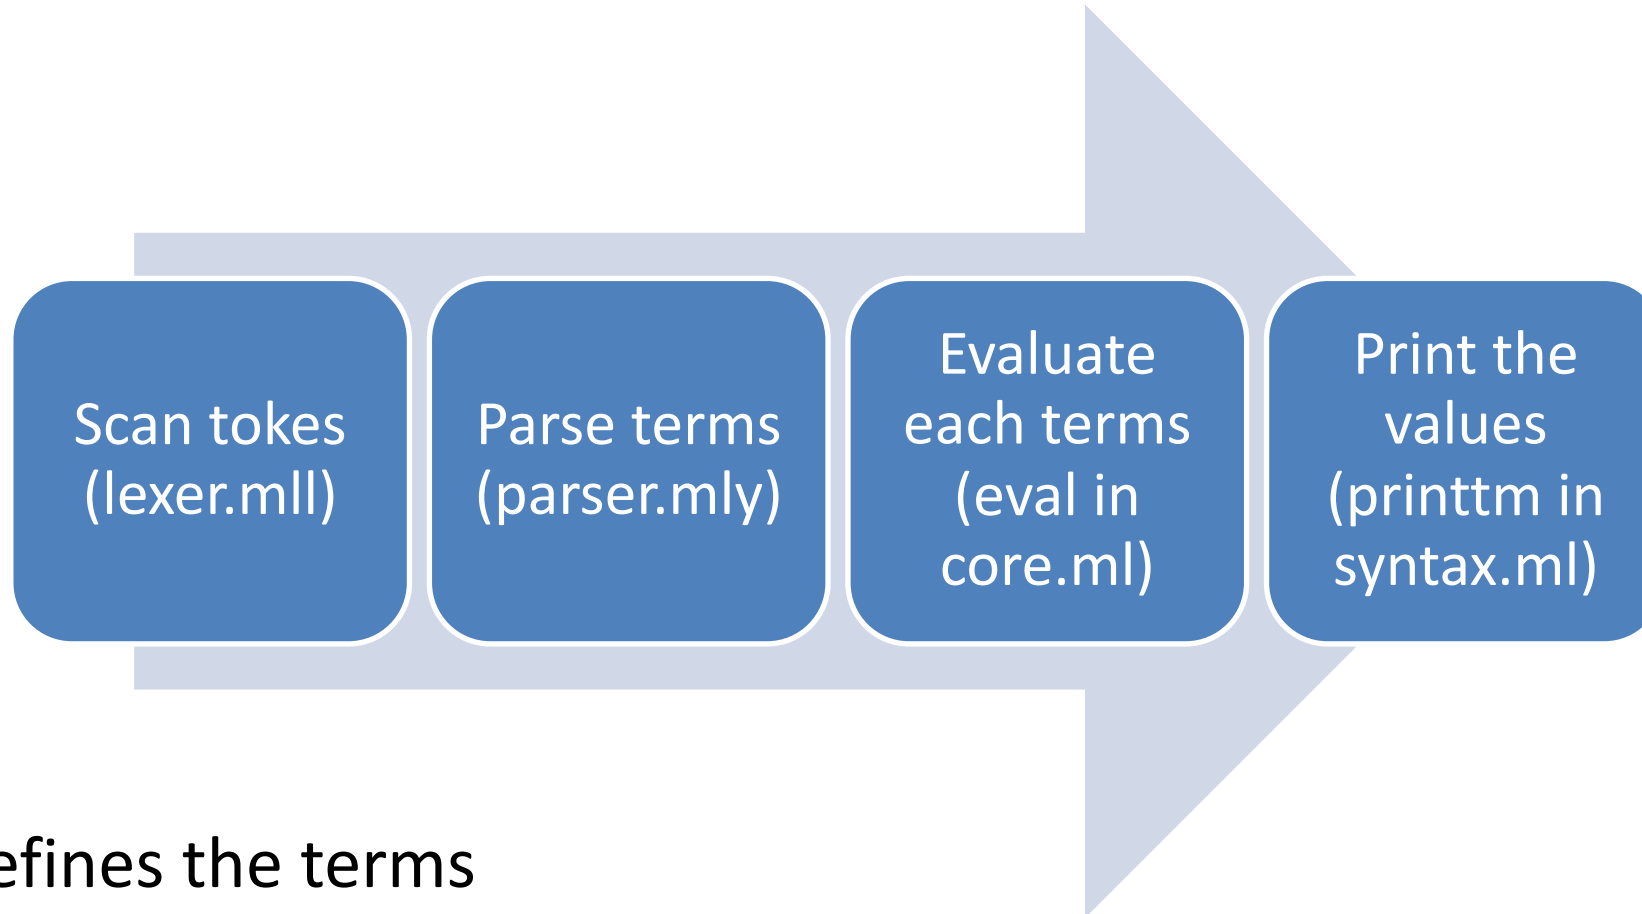 Scan tokes
(lexer.mll)
Parse terms
(parser.mly)
Evaluate
each terms
(eval in
core.ml)
Print the
values
(printtm in
syntax.ml)
efines the terms